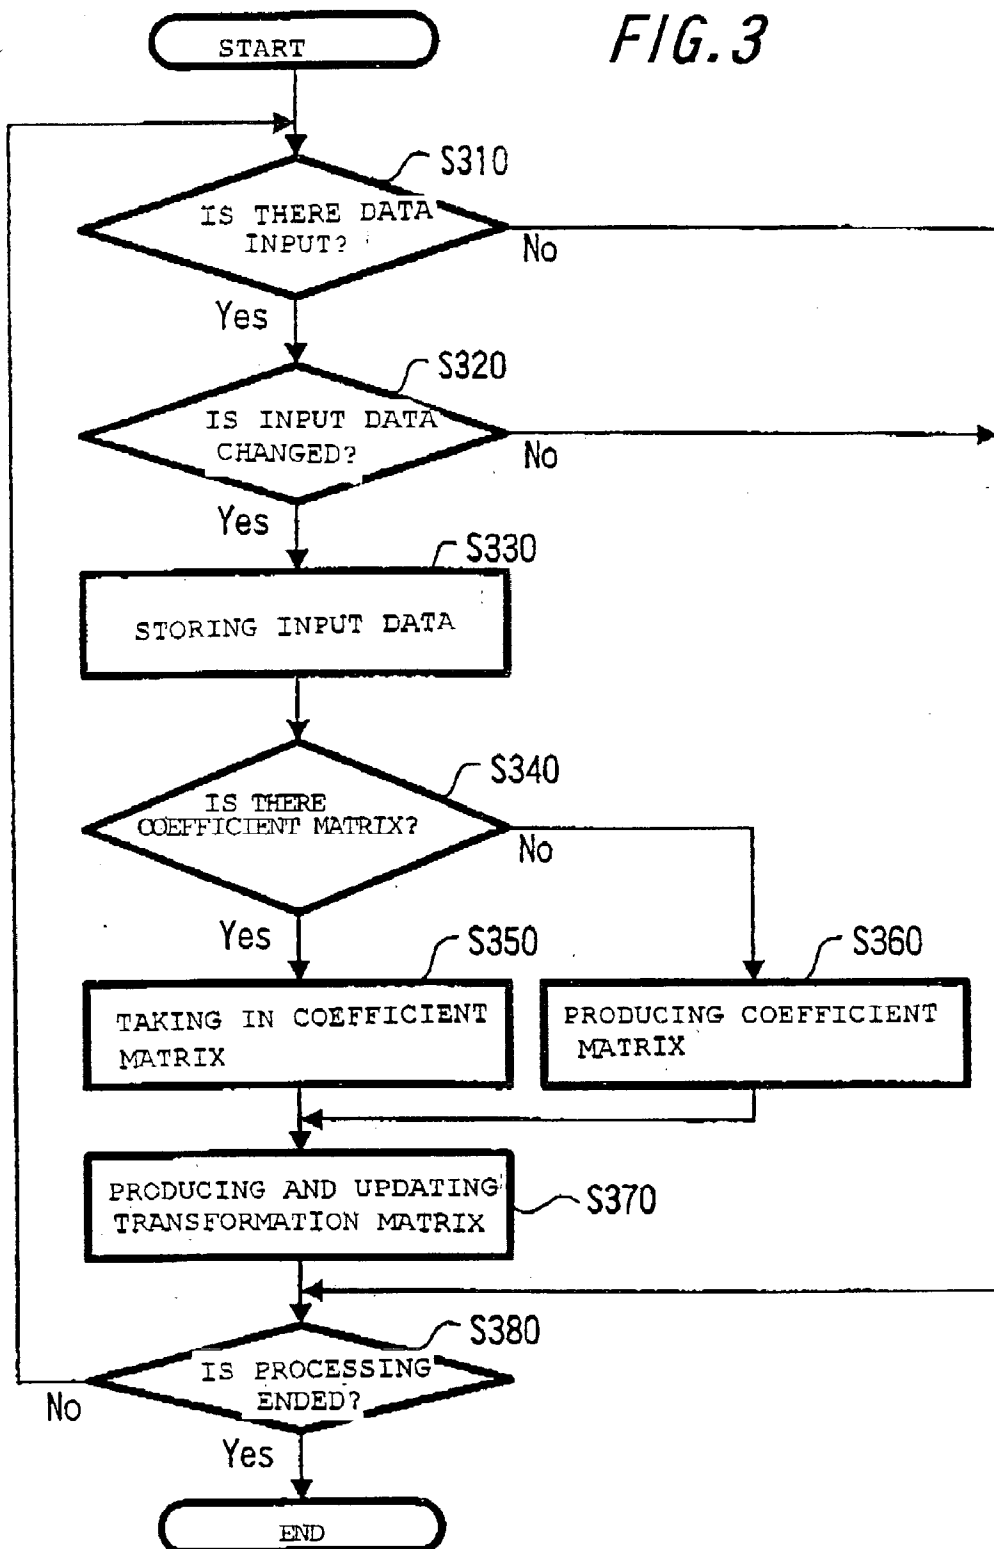 FIG.3
START
S310
IS THERE DATA
INPUT?
No
Yes
S320
IS INPUT DATA
CHANGED?
No
Yes
S330
STORING INPUT DATA
S340
IS THERE
COEFFICIENT MATRIX?
No
Yes
S350
S360
TAKING IN COEFFICIENT
MATRIX
PRODUCING COEFFICIENT
MATRIX
PRODUCING AND UPDATING
TRANSFORMATION MATRIX
S370
S380
IS PROCESSING
ENDED?
No
Yes
END